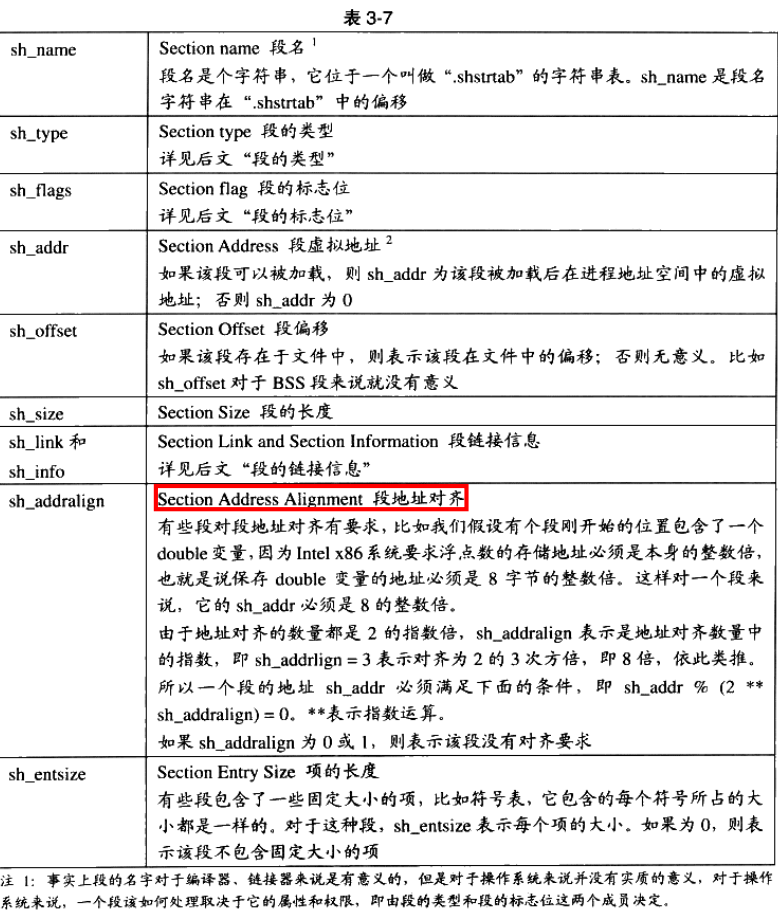 表 3-7
sh_name
Section name 段名 1
段名是个字符串，它位于一个叫做“.shstrtab”的字符串表。sh_name 是段名
字符串在“.shstrtab”中的偏移
sh_type
Section type 段的类型
详见后文“段的类型”
sh_flags
Section flag 段的标志位
详见后文“段的标志位”
sh_addr
Section Address 段虚拟地址 2
如果该段可以被加载，则 sh_addr 为该段被加载后在进程地址空间中的虚拟
地址；否则 sh_addr 为 0
sh_offset
Section Offset 段偏移
如果该段存在于文件中，则表示该段在文件中的偏移；否则无意义。比如
sh_offset 对于 BSS 段来说就没有意义
sh_size
Section Size 段的长度
sh_link 和
sh_info
Section Link and Section Information 段链接信息
详见后文“段的链接信息”
sh_addralign
Section Address Alignment 段地址对齐
有些段对段地址对齐有要求，比如我们假设有个段刚开始的位置包含了一个
double 变量，因为 Intel x86 系统要求浮点数的存储地址必须是本身的整数倍，
也就是说保存 double 变量的地址必须是 8 字节的整数倍。这样对一个段来
说，它的 sh_addr 必须是 8 的整数倍。
由于地址对齐的数量都是 2 的指数倍，sh_addralign 表示是地址对齐数量中
的指数，即 sh_addrlign = 3 表示对齐为 2 的 3 次方倍，即 8 倍，依此类推。
所以一个段的地址 sh_addr 必须满足下面的条件，即 sh_addr % (2 **
sh_addralign) = 0。**表示指数运算。
如果 sh_addralign 为 0 或 1，则表示该段没有对齐要求
sh_entsize
Section Entry Size 项的长度
有些段包含了一些固定大小的项，比如符号表，它包含的每个符号所占的大
小都是一样的。对于这种段，sh_entsize 表示每个项的大小。如果为 0，则表
示该段不包含固定大小的项
注 1：事实上段的名字对于编译器、链接器来说是有意义的，但是对于操作系统来说并没有实质的意义，对于操作
系统来说，一个段该如何处理取决于它的属性和权限，即由段的类型和段的标志位这两个成员决定。